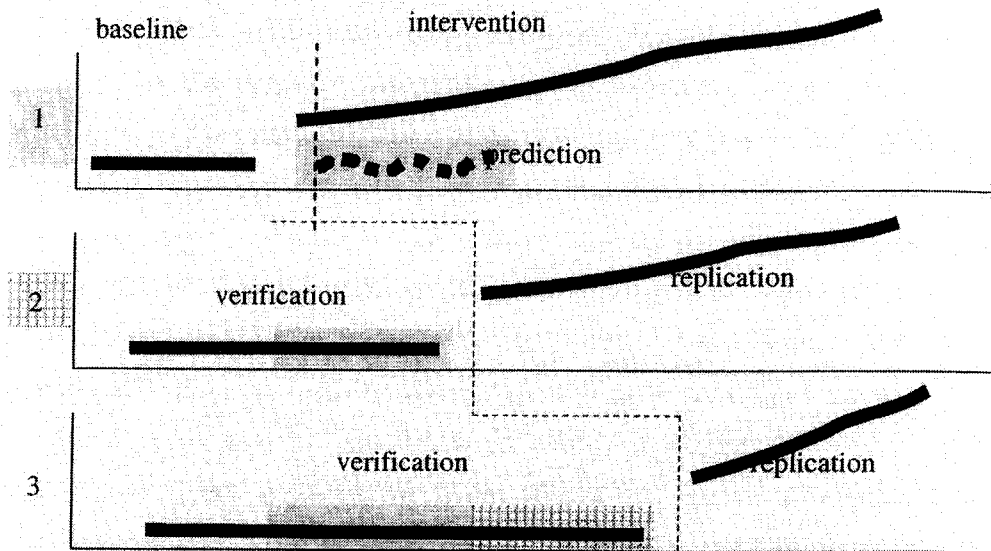 baseline
intervention
1
prediction
2
verification
replication
3
verification
replication